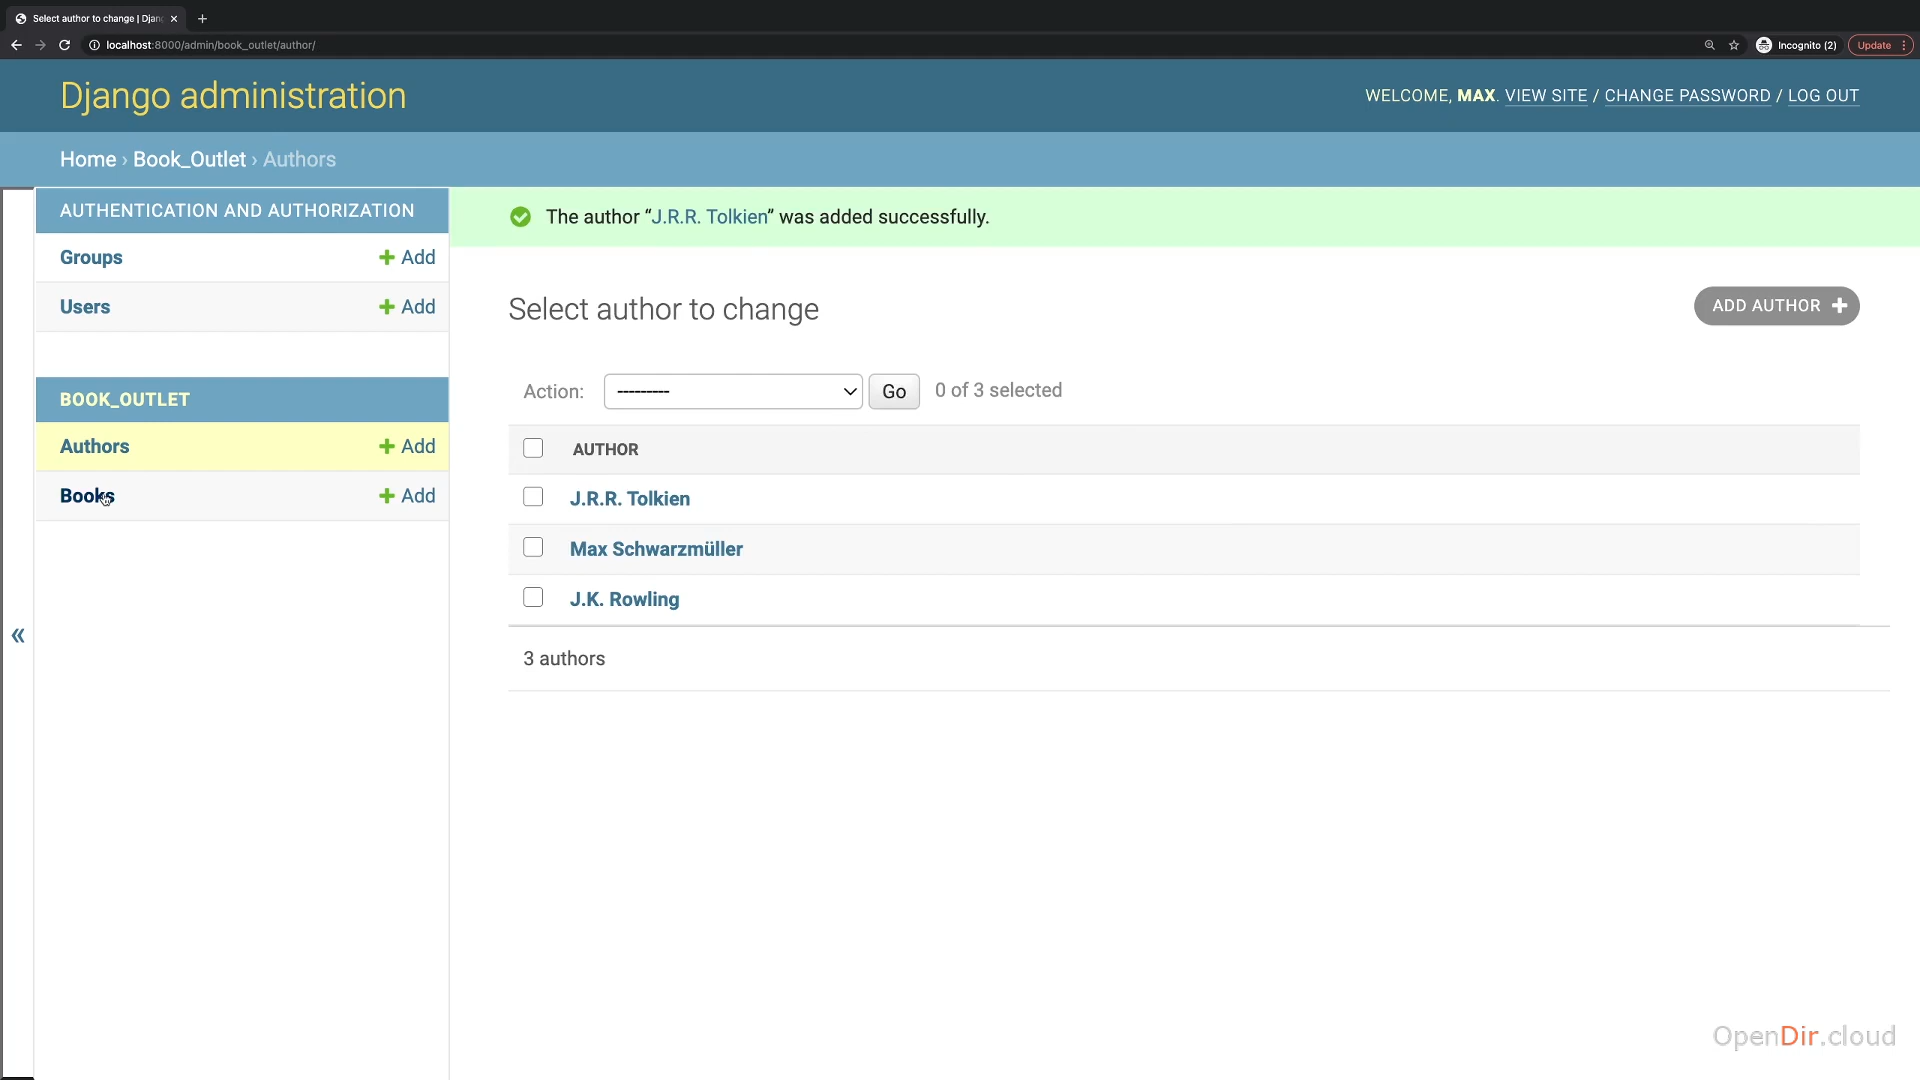 Select author to change | Djan
localhost:8000/admin/book_outlet/author/
Incognito (2)
Update
Django administration
WELCOME, MAX. VIEW SITE / CHANGE PASSWORD / LOG OUT
Home › Book_Outlet › Authors
AUTHENTICATION AND AUTHORIZATION
Groups
Add
Users
Add
BOOK_OUTLET
Authors
Add
Books
Add
The author “J.R.R. Tolkien” was added successfully.
Select author to change
ADD AUTHOR
Action:
---------
Go
0 of 3 selected
AUTHOR
J.R.R. Tolkien
Max Schwarzmüller
J.K. Rowling
3 authors
«
OpenDir.cloud